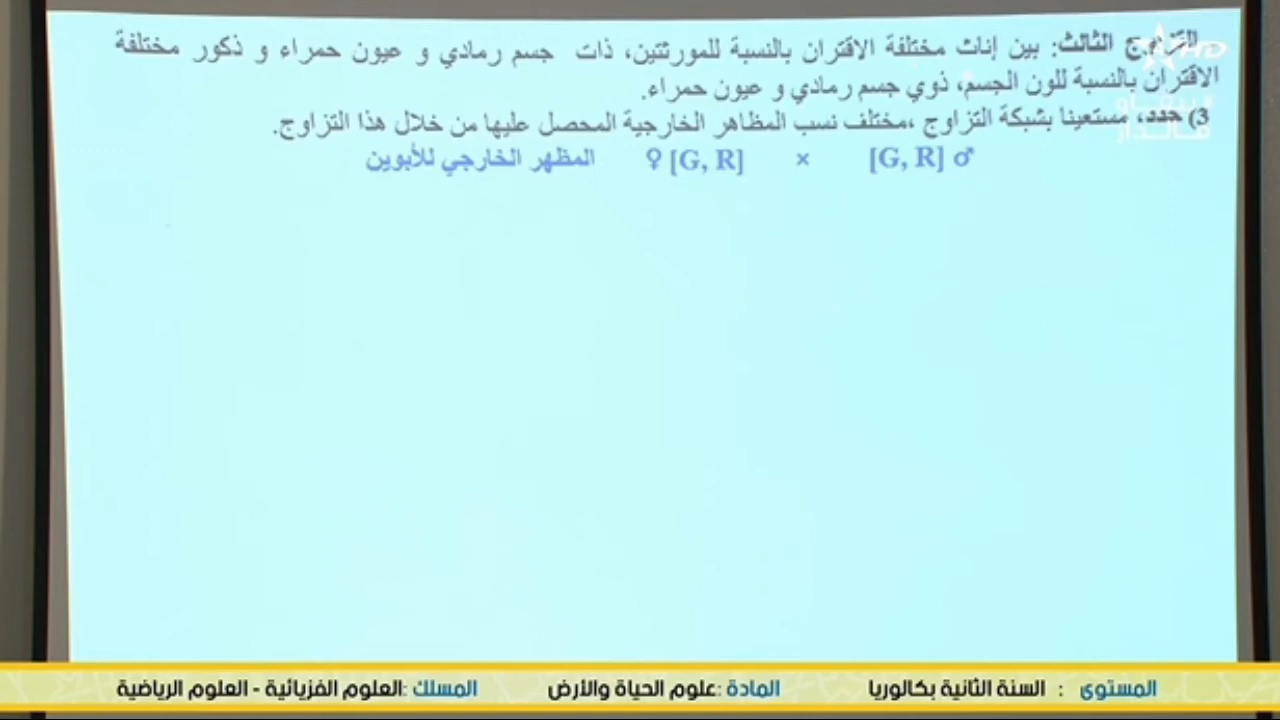 التزاوج الثالث: بين إناث مختلفة الاقتران بالنسبة للمورثتين، ذات جسم رمادي و عيون حمراء و ذكور مختلفة
الاقتران بالنسبة للون الجسم، ذوي جسم رمادي و عيون حمراء.
3) حدد، مستعينا بشبكة التزاوج ،مختلف نسب المظاهر الخارجية المحصل عليها من خلال هذا التزاوج.
المظهر الخارجي للأبوين ♀ [G, R] × [G, R] ♂
HD
المستوى : السنة الثانية بكالوريا المادة :علوم الحياة والأرض المسلك :العلوم الفزيائية - العلوم الرياضية